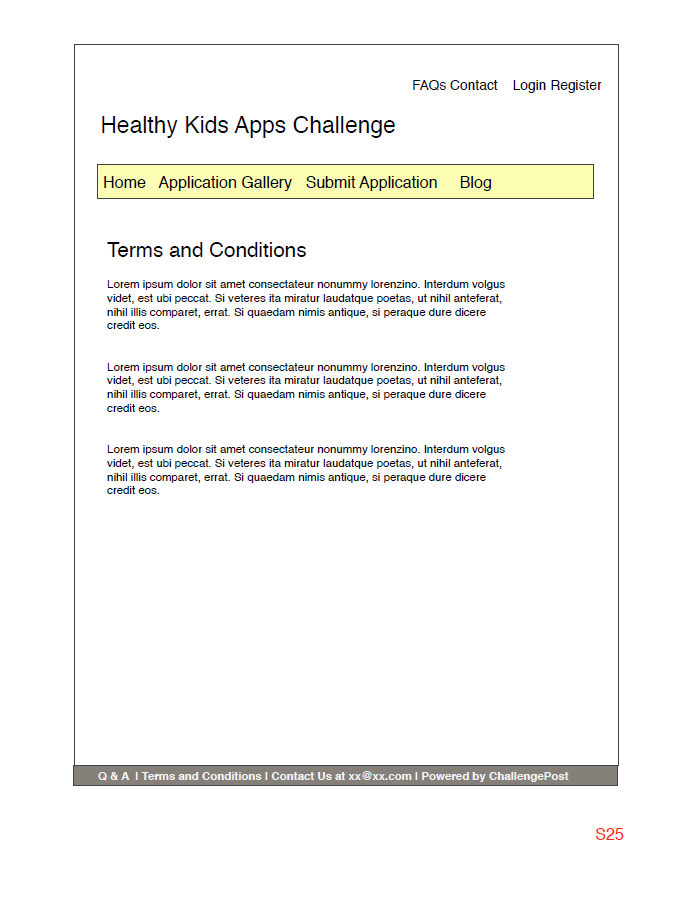 FAQs Contact Login Register
Healthy Kids Apps Challenge
Home Application Gallery Submit Application Blog
Terms and Conditions
Lorem ipsum dolor sit amet consectateur nonummy lorenzino. Interdum volgus
videt, est ubi peccat. Si veteres ita miratur laudatque poetas, ut nihil anteferat,
nihil illis comparet, errat. Si quaedam nimis antique, si peraque dure dicere
credit eos.
Lorem ipsum dolor sit amet consectateur nonummy lorenzino. Interdum volgus
videt, est ubi peccat. Si veteres ita miratur laudatque poetas, ut nihil anteferat,
nihil illis comparet, errat. Si quaedam nimis antique, si peraque dure dicere
credit eos.
Lorem ipsum dolor sit amet consectateur nonummy lorenzino. Interdum volgus
videt, est ubi peccat. Si veteres ita miratur laudatque poetas, ut nihil anteferat,
nihil illis comparet, errat. Si quaedam nimis antique, si peraque dure dicere
credit eos.
Q & A | Terms and Conditions | Contact Us at xx@xx.com | Powered by ChallengePost
S25